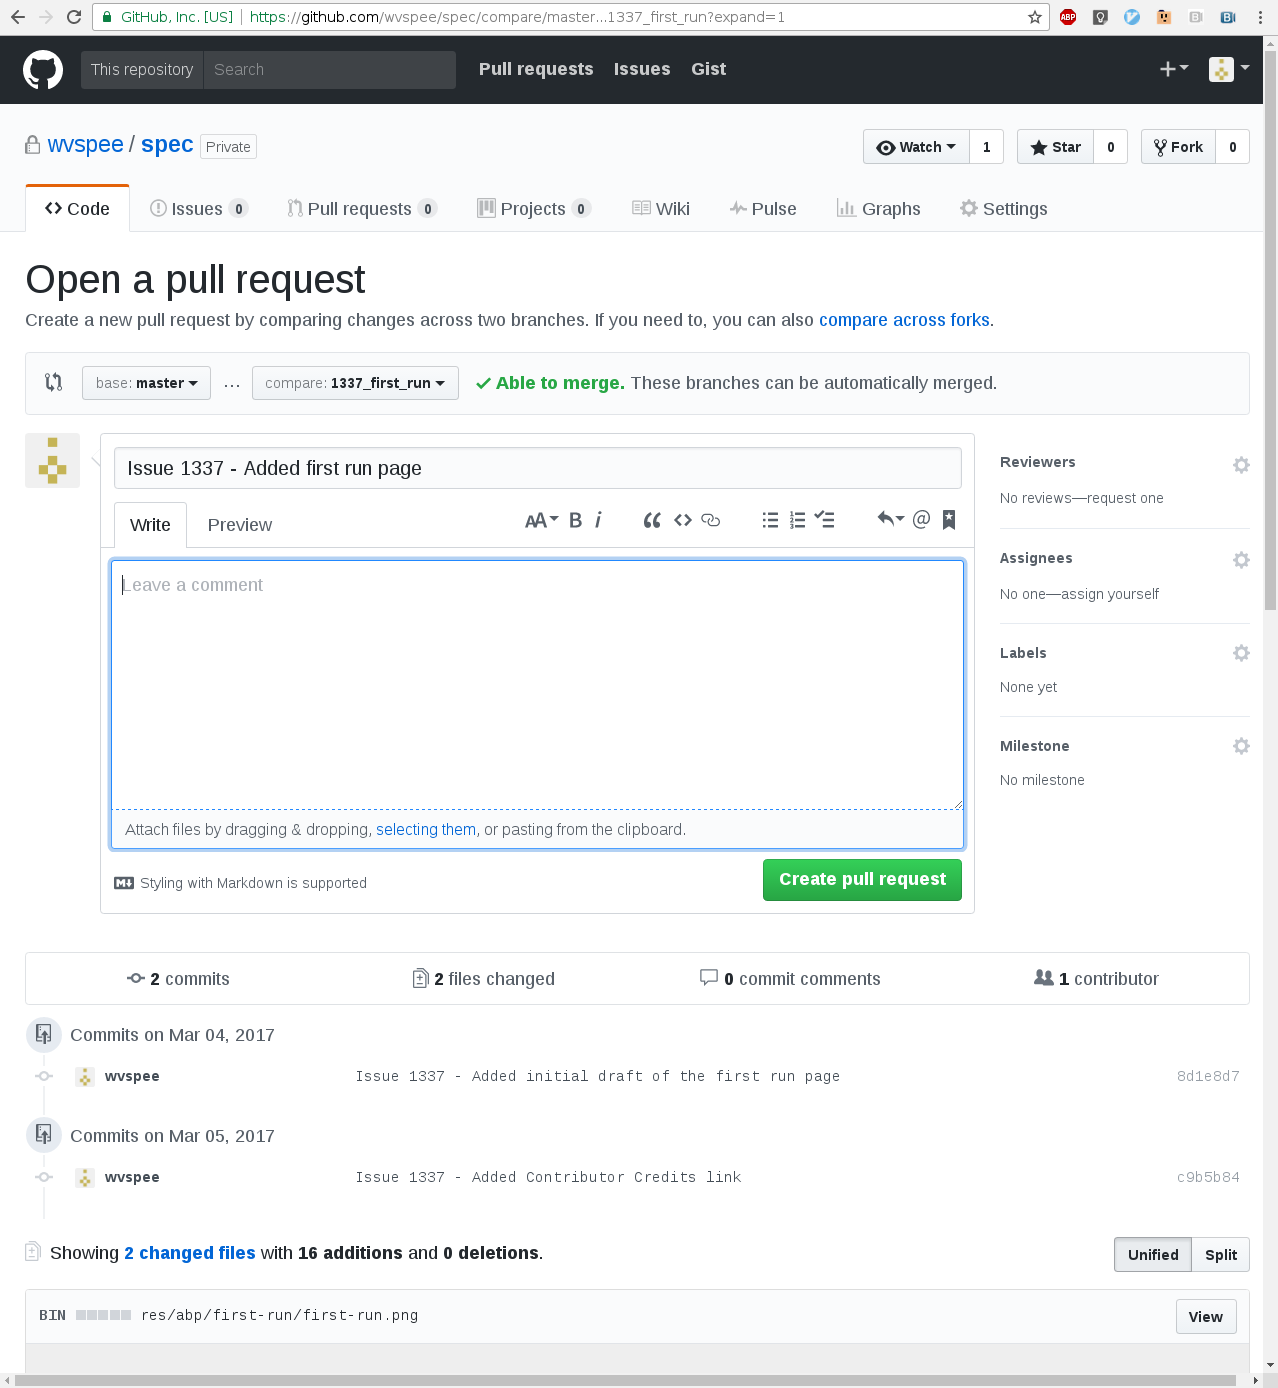 GitHub, Inc. [US] | https://github.com/wvspee/spec/compare/master...1337_first_run?expand=1
ABP
This repository Search Pull requests Issues Gist
wvspee / spec Private Watch 1 Star 0 Fork 0
Code Issues 0 Pull requests 0 Projects 0 Wiki Pulse Graphs Settings
Open a pull request
Create a new pull request by comparing changes across two branches. If you need to, you can also compare across forks.
base: master ... compare: 1337_first_run Able to merge. These branches can be automatically merged.
Issue 1337 - Added first run page
Write Preview
Leave a comment
Attach files by dragging & dropping, selecting them, or pasting from the clipboard.
Styling with Markdown is supported
Create pull request
Reviewers
No reviews—request one
Assignees
No one—assign yourself
Labels
None yet
Milestone
No milestone
2 commits 2 files changed 0 commit comments 1 contributor
Commits on Mar 04, 2017
wvspee Issue 1337 - Added initial draft of the first run page 8d1e8d7
Commits on Mar 05, 2017
wvspee Issue 1337 - Added Contributor Credits link c9b5b84
Showing 2 changed files with 16 additions and 0 deletions. Unified Split
BIN res/abp/first-run/first-run.png View